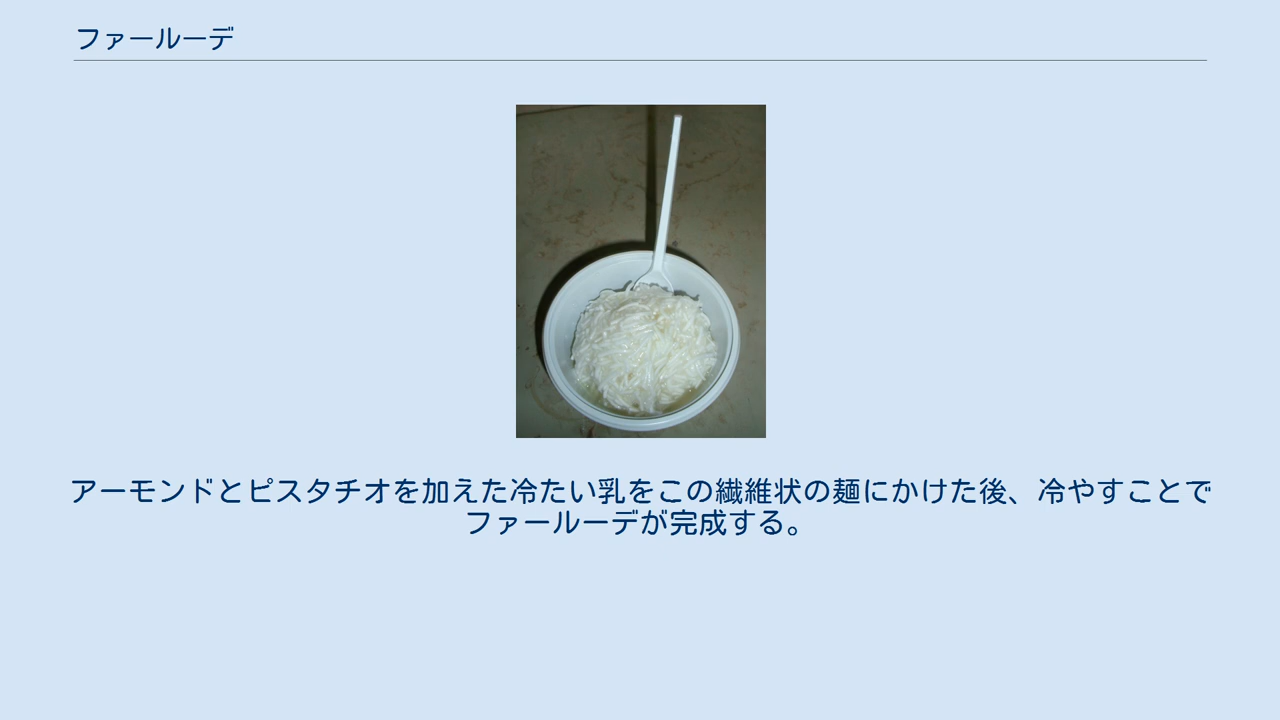 ファールーデ
アーモンドとピスタチオを加えた冷たい乳をこの繊維状の麺にかけた後、冷やすことで
ファールーデが完成する。